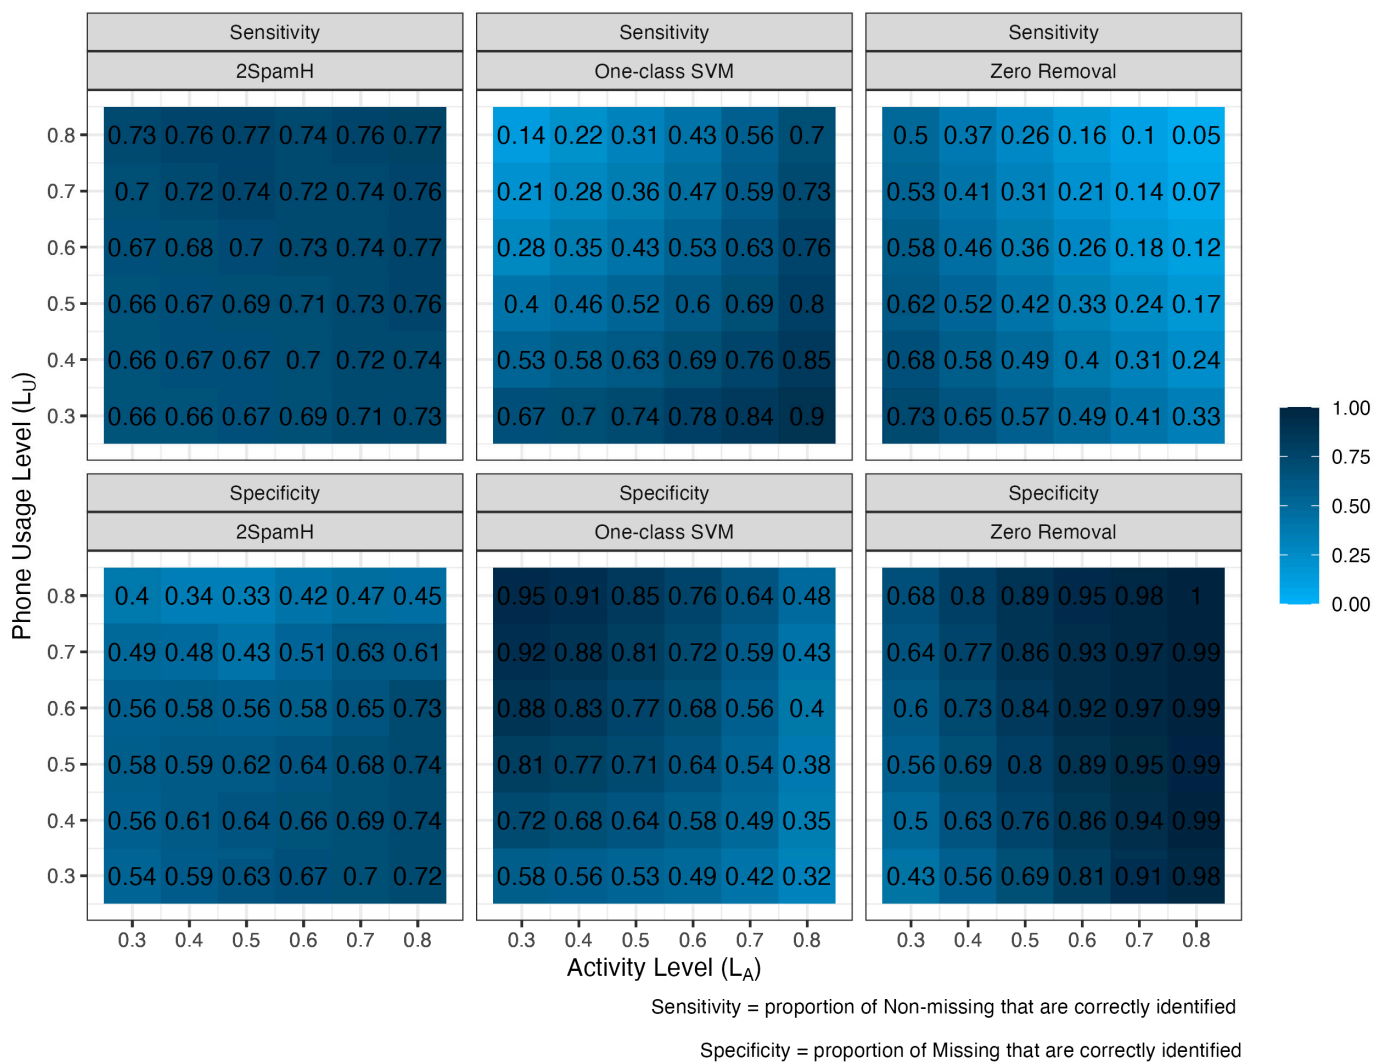 Sensitivity Sensitivity Sensitivity
2SpamH One-class SVM Zero Removal
0.8 0.73 0.76 0.77 0.74 0.76 0.77 0.14 0.22 0.31 0.43 0.56 0.7 0.5 0.37 0.26 0.16 0.1 0.05
0.7 0.7 0.72 0.74 0.72 0.74 0.76 0.21 0.28 0.36 0.47 0.59 0.73 0.53 0.41 0.31 0.21 0.14 0.07
0.6 0.67 0.68 0.7 0.73 0.74 0.77 0.28 0.35 0.43 0.53 0.63 0.76 0.58 0.46 0.36 0.26 0.18 0.12
0.5 0.66 0.67 0.69 0.71 0.73 0.76 0.4 0.46 0.52 0.6 0.69 0.8 0.62 0.52 0.42 0.33 0.24 0.17
0.4 0.66 0.67 0.67 0.7 0.72 0.74 0.53 0.58 0.63 0.69 0.76 0.85 0.68 0.58 0.49 0.4 0.31 0.24
0.3 0.66 0.66 0.67 0.69 0.71 0.73 0.67 0.7 0.74 0.78 0.84 0.9 0.73 0.65 0.57 0.49 0.41 0.33
Specificity Specificity Specificity
2SpamH One-class SVM Zero Removal
0.8 0.4 0.34 0.33 0.42 0.47 0.45 0.95 0.91 0.85 0.76 0.64 0.48 0.68 0.8 0.89 0.95 0.98 1
0.7 0.49 0.48 0.43 0.51 0.63 0.61 0.92 0.88 0.81 0.72 0.59 0.43 0.64 0.77 0.86 0.93 0.97 0.99
0.6 0.56 0.58 0.56 0.58 0.65 0.73 0.88 0.83 0.77 0.68 0.56 0.4 0.6 0.73 0.84 0.92 0.97 0.99
0.5 0.58 0.59 0.62 0.64 0.68 0.74 0.81 0.77 0.71 0.64 0.54 0.38 0.56 0.69 0.8 0.89 0.95 0.99
0.4 0.56 0.61 0.64 0.66 0.69 0.74 0.72 0.68 0.64 0.58 0.49 0.35 0.5 0.63 0.76 0.86 0.94 0.99
0.3 0.54 0.59 0.63 0.67 0.7 0.72 0.58 0.56 0.53 0.49 0.42 0.32 0.43 0.56 0.69 0.81 0.91 0.98
0.3 0.4 0.5 0.6 0.7 0.8 0.3 0.4 0.5 0.6 0.7 0.8 0.3 0.4 0.5 0.6 0.7 0.8
Activity Level (LA)
Phone Usage Level (LU)
1.00
0.75
0.50
0.25
0.00
Sensitivity = proportion of Non-missing that are correctly identified
Specificity = proportion of Missing that are correctly identified